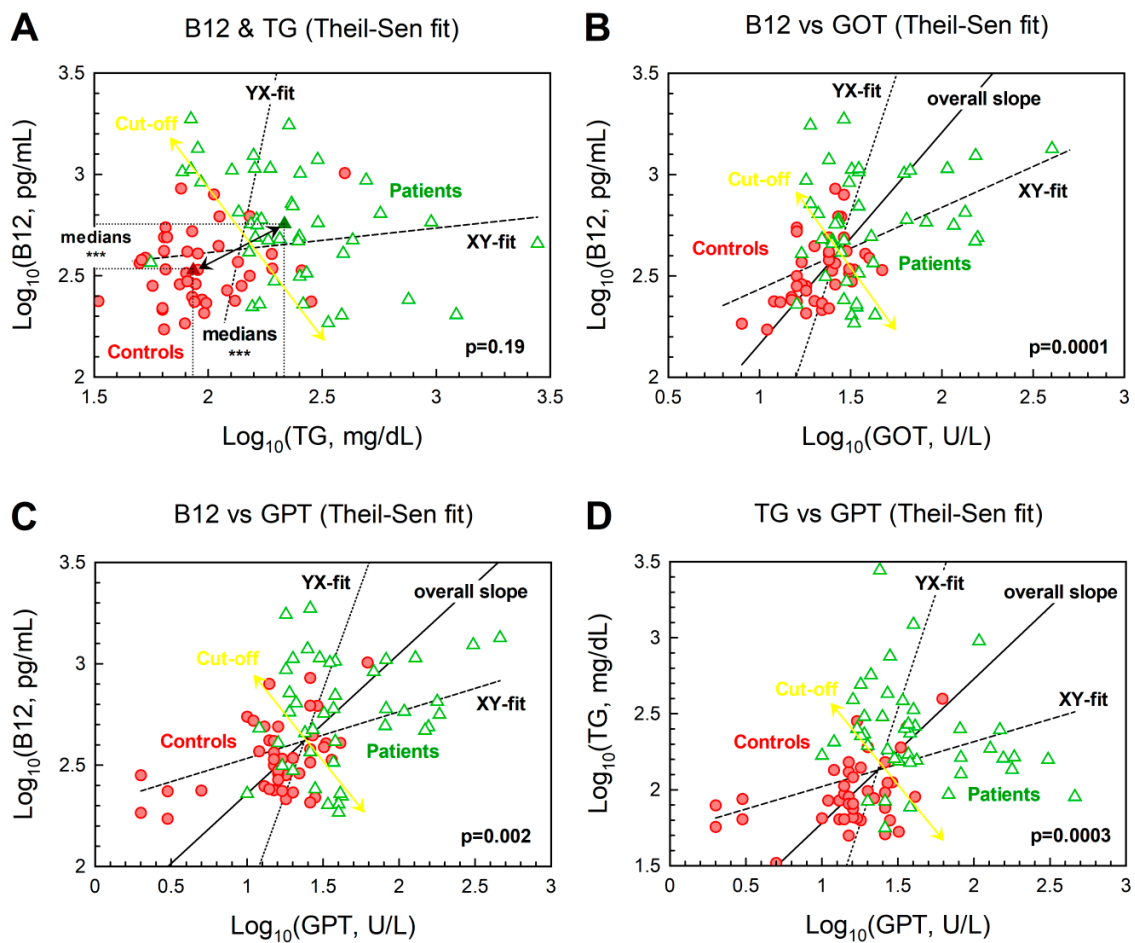 A
B12 & TG (Theil-Sen fit)
3.5
3
2.5
2
Log10(B12, pg/mL)
YX-fit
Cut-off
Patients
medians
***
XY-fit
Controls
medians
***
p=0.19
1.5
2
2.5
3
3.5
Log10(TG, mg/dL)
B
B12 vs GOT (Theil-Sen fit)
3.5
3
2.5
2
Log10(B12, pg/mL)
YX-fit
overall slope
Cut-off
XY-fit
Controls
Patients
p=0.0001
0.5
1
1.5
2
2.5
3
Log10(GOT, U/L)
C
B12 vs GPT (Theil-Sen fit)
3.5
3
2.5
2
Log10(B12, pg/mL)
YX-fit
overall slope
Cut-off
XY-fit
Controls
Patients
p=0.002
0
0.5
1
1.5
2
2.5
3
Log10(GPT, U/L)
D
TG vs GPT (Theil-Sen fit)
3.5
3
2.5
2
1.5
Log10(TG, mg/dL)
YX-fit
overall slope
Cut-off
XY-fit
Controls
Patients
p=0.0003
0
0.5
1
1.5
2
2.5
3
Log10(GPT, U/L)